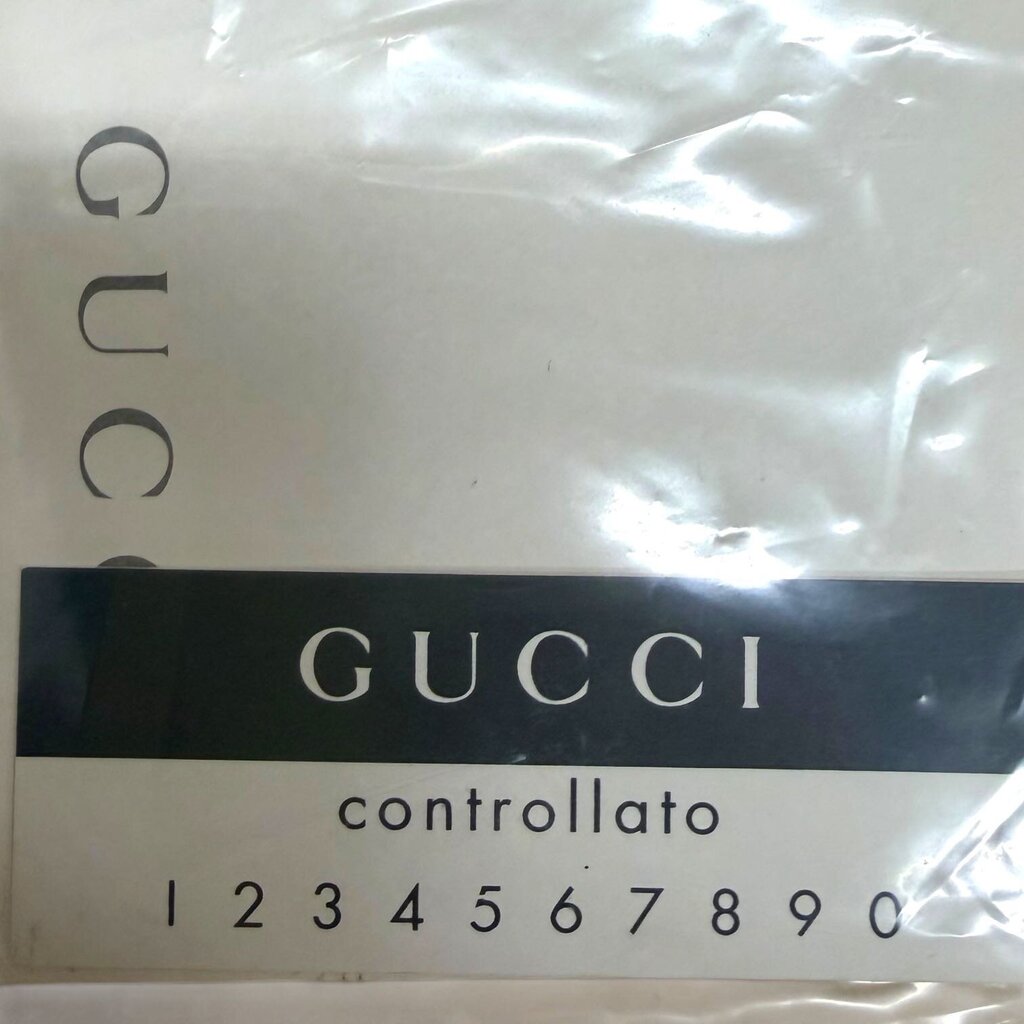 GUCC
GUCCI
controllato
1 2 3 4 5 6 7 8 9 0